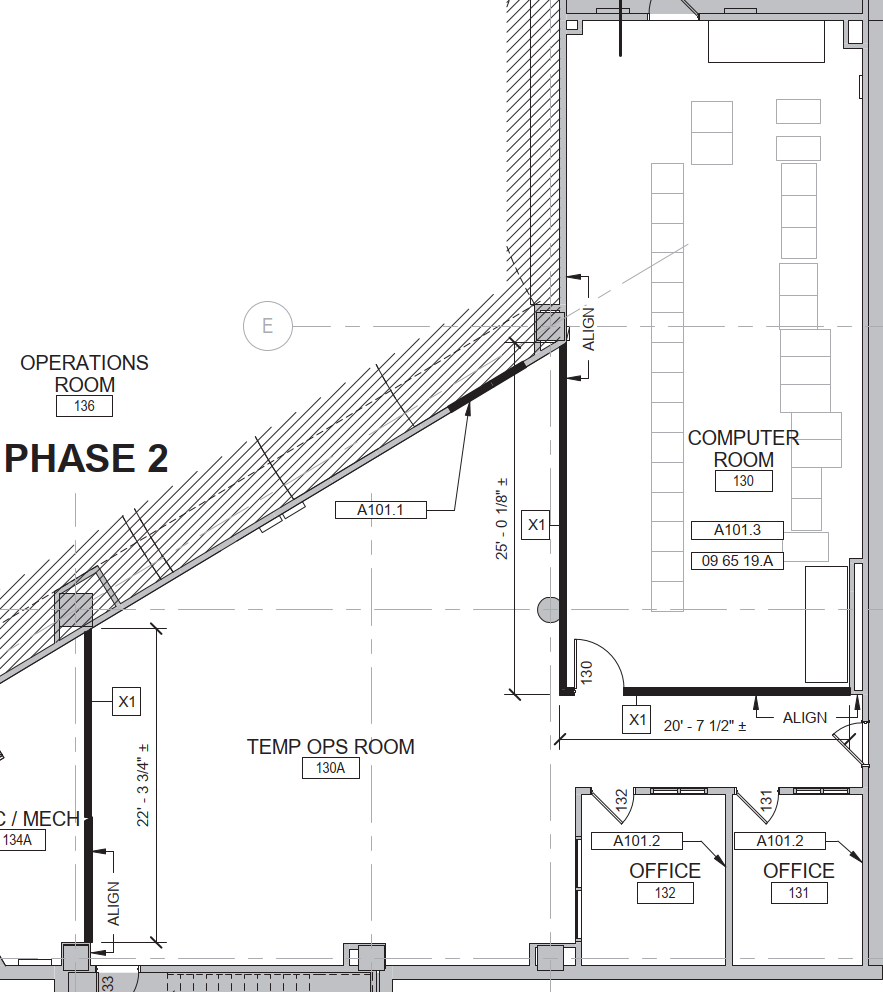 E
ALIGN
OPERATIONS
ROOM
136
PHASE 2
COMPUTER
ROOM
130
A101.1
25' - 0 1/8" ±
X1
A101.3
09 65 19.A
130
X1
X1
20' - 7 1/2" ±
ALIGN
TEMP OPS ROOM
130A
22' - 3 3/4" ±
C / MECH
134A
132
131
A101.2
A101.2
OFFICE
132
OFFICE
131
ALIGN
33